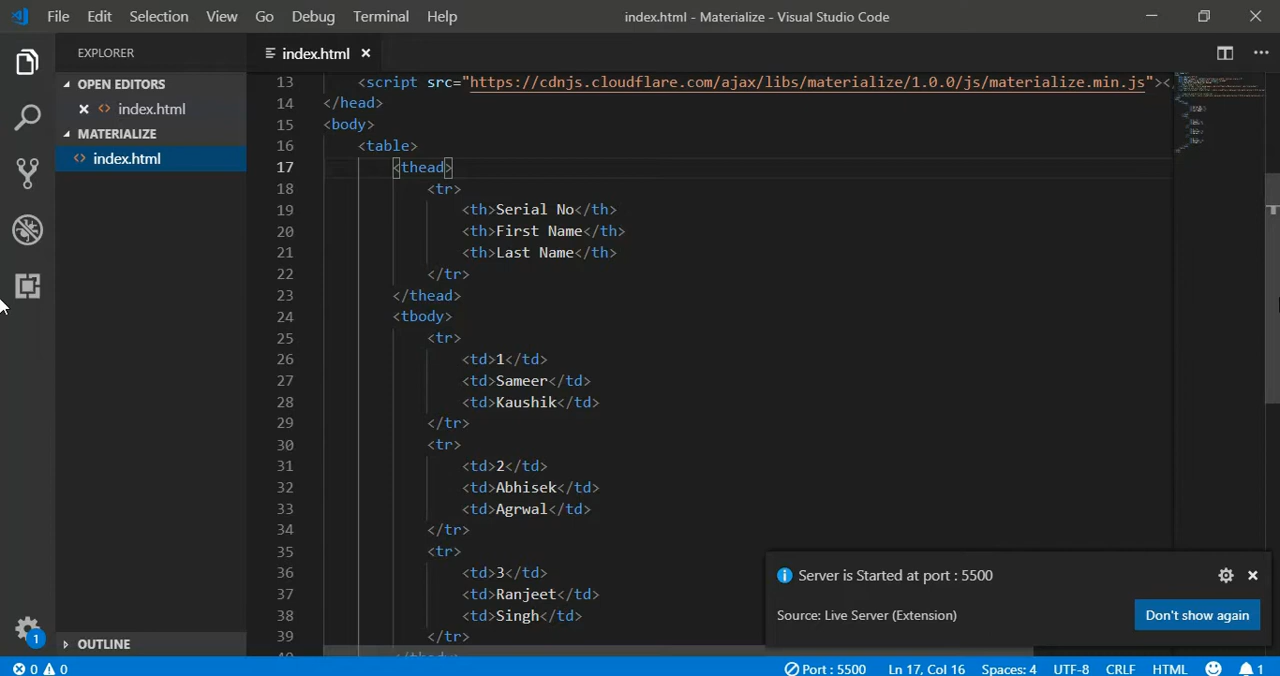 File Edit Selection View Go Debug Terminal Help index.html - Materialize - Visual Studio Code
EXPLORER
OPEN EDITORS
index.html
MATERIALIZE
index.html
OUTLINE
1
index.html
13 <script src="https://cdnjs.cloudflare.com/ajax/libs/materialize/1.0.0/js/materialize.min.js"><
14 </head>
15 <body>
16 <table>
17 <thead>
18 <tr>
19 <th>Serial No</th>
20 <th>First Name</th>
21 <th>Last Name</th>
22 </tr>
23 </thead>
24 <tbody>
25 <tr>
26 <td>1</td>
27 <td>Sameer</td>
28 <td>Kaushik</td>
29 </tr>
30 <tr>
31 <td>2</td>
32 <td>Abhisek</td>
33 <td>Agrwal</td>
34 </tr>
35 <tr>
36 <td>3</td>
37 <td>Ranjeet</td>
38 <td>Singh</td>
39 </tr>
Server is Started at port : 5500
Source: Live Server (Extension) Don't show again
0 0 Port : 5500 Ln 17, Col 16 Spaces: 4 UTF-8 CRLF HTML 1